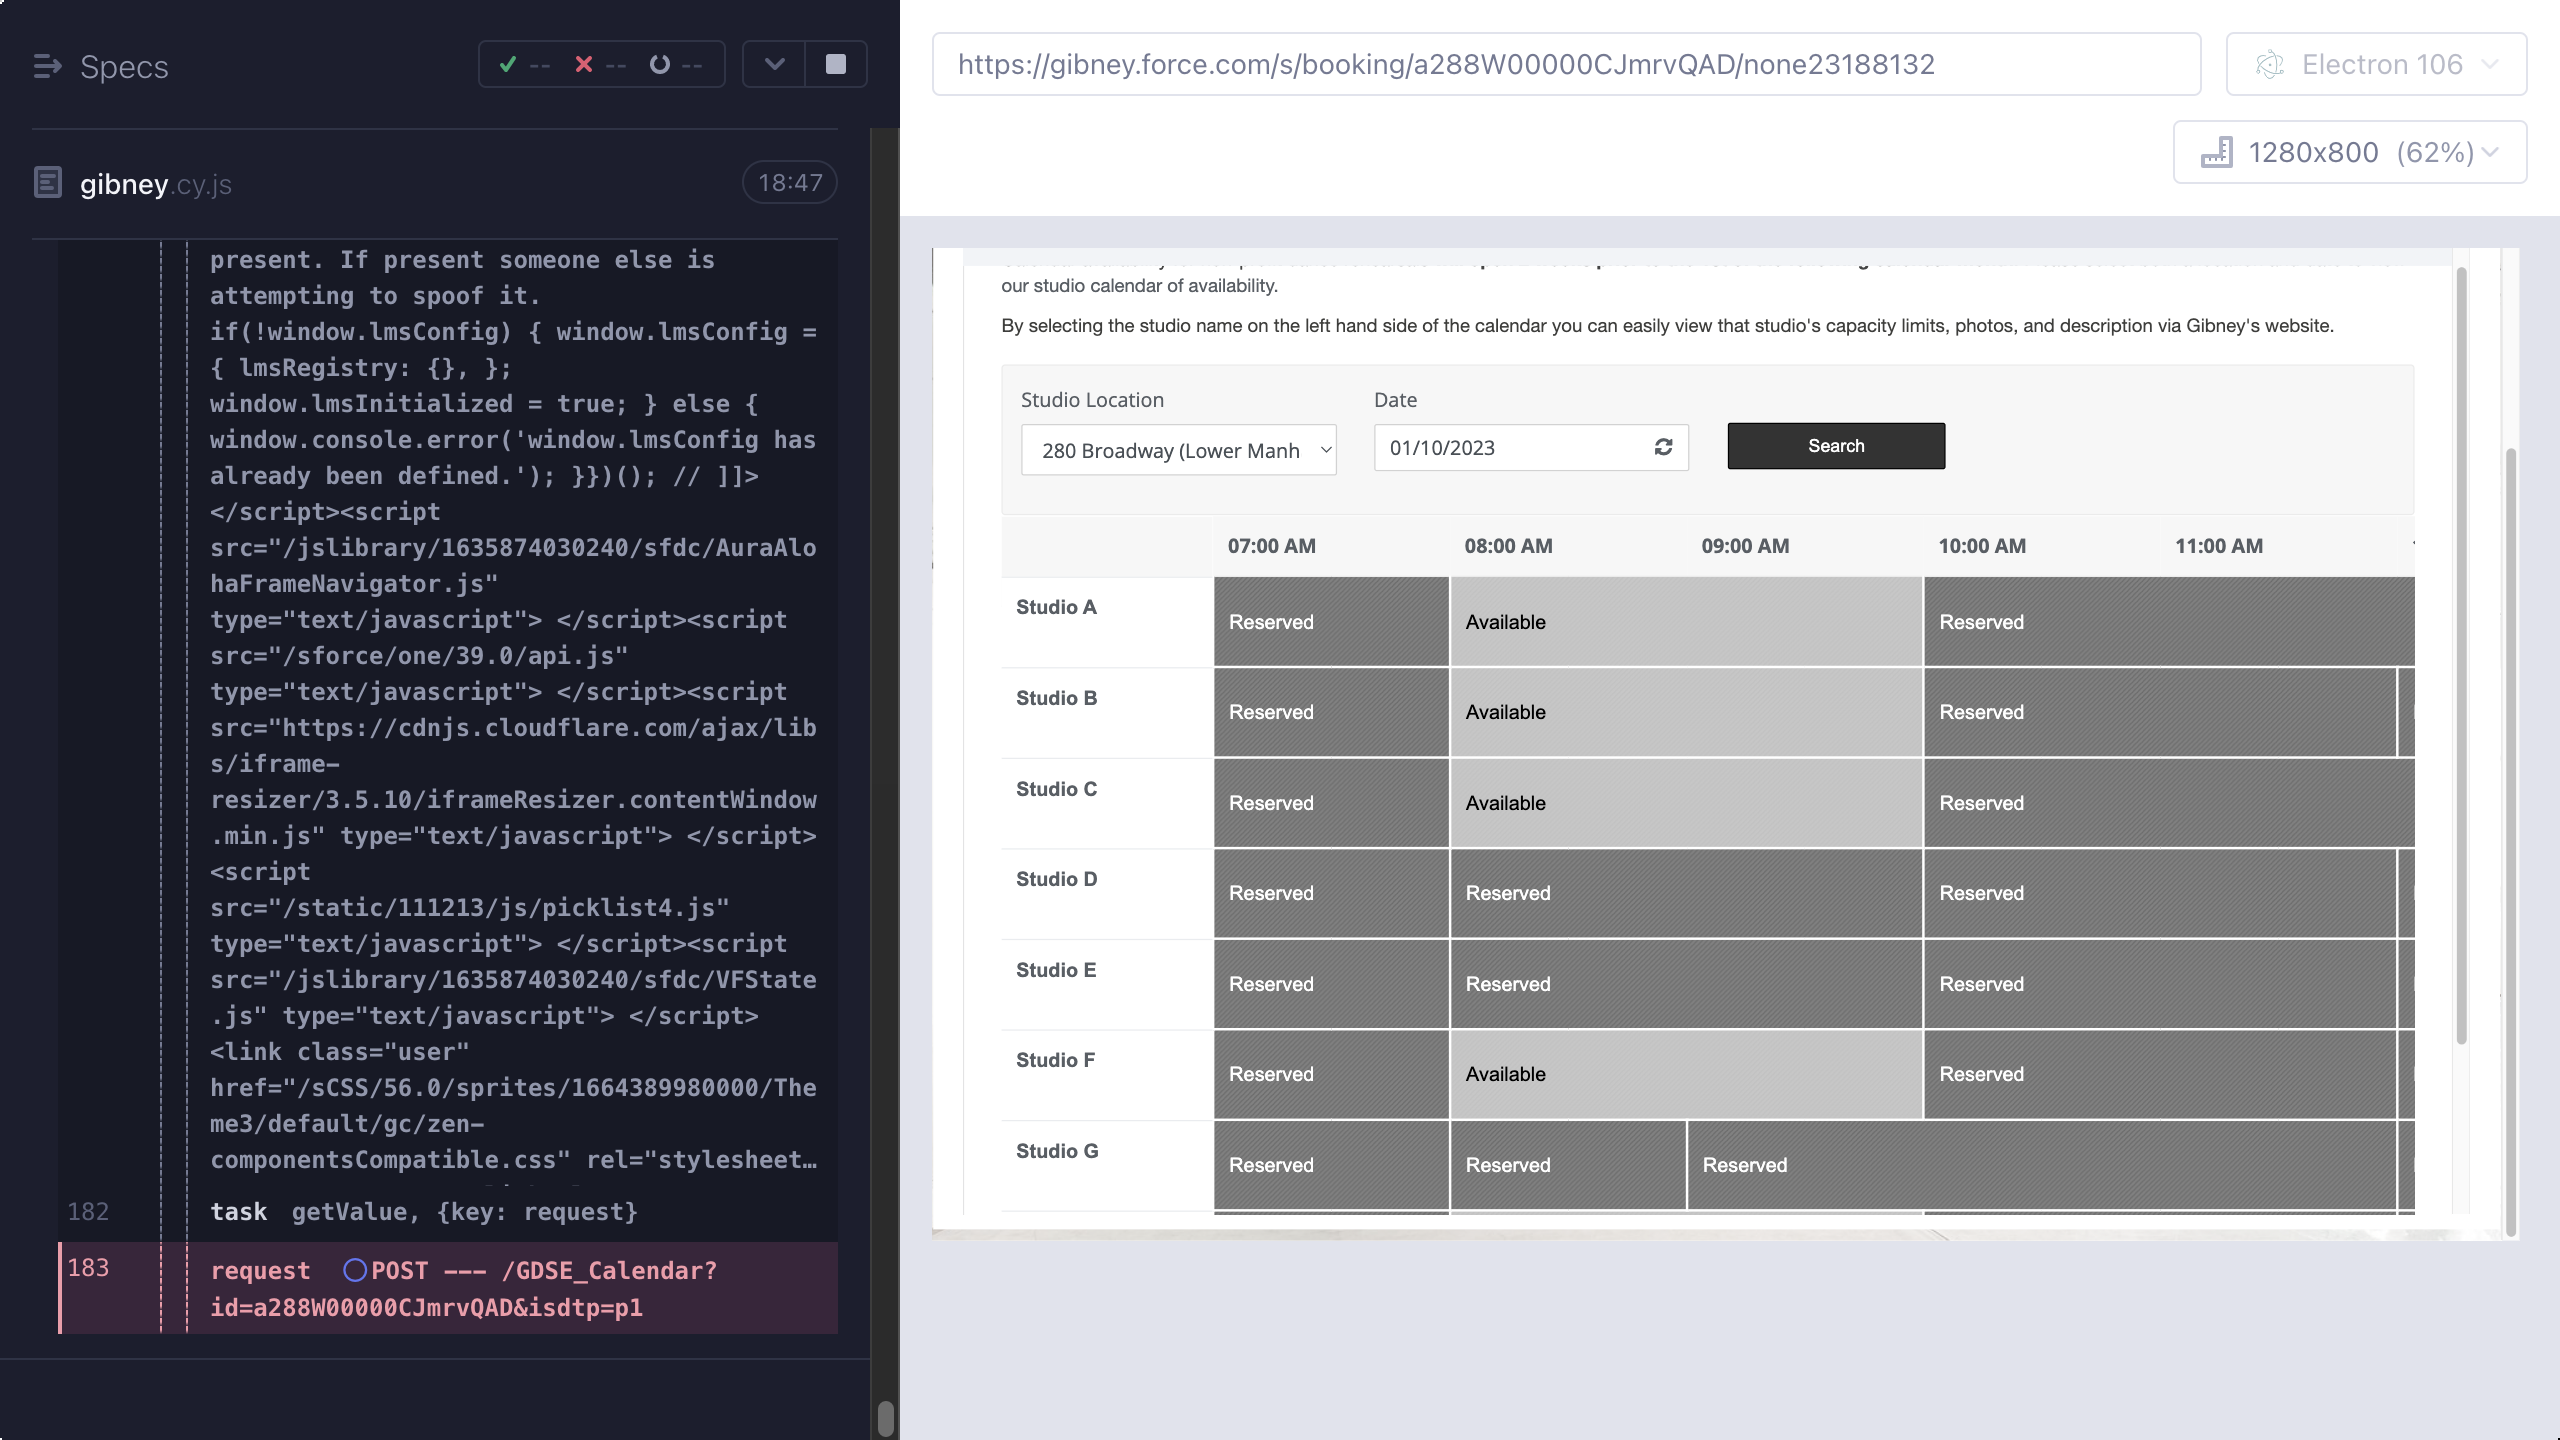 Specs
-- -- --
gibney.cy.js
18:47
present. If present someone else is
attempting to spoof it.
if(!window.lmsConfig) { window.lmsConfig =
{ lmsRegistry: {}, };
window.lmsInitialized = true; } else {
window.console.error('window.lmsConfig has
already been defined.'); }})(); // ]]>
</script><script
src="/jslibrary/1635874030240/sfdc/AuraAlo
haFrameNavigator.js"
type="text/javascript"> </script><script
src="/sforce/one/39.0/api.js"
type="text/javascript"> </script><script
src="https://cdnjs.cloudflare.com/ajax/lib
s/iframe-
resizer/3.5.10/iframeResizer.contentWindow
.min.js" type="text/javascript"> </script>
<script
src="/static/111213/js/picklist4.js"
type="text/javascript"> </script><script
src="/jslibrary/1635874030240/sfdc/VFState
.js" type="text/javascript"> </script>
<link class="user"
href="/sCSS/56.0/sprites/1664389980000/The
me3/default/gc/zen-
componentsCompatible.css" rel="stylesheet…
182 task getValue, {key: request}
183 request POST --- /GDSE_Calendar?
id=a288W00000CJmrvQAD&isdtp=p1
https://gibney.force.com/s/booking/a288W00000CJmrvQAD/none23188132
Electron 106
1280x800 (62%)
our studio calendar of availability.
By selecting the studio name on the left hand side of the calendar you can easily view that studio's capacity limits, photos, and description via Gibney's website.
Studio Location
Date
280 Broadway (Lower Manh
01/10/2023
Search
07:00 AM 08:00 AM 09:00 AM 10:00 AM 11:00 AM
Studio A Reserved Available Reserved
Studio B Reserved Available Reserved
Studio C Reserved Available Reserved
Studio D Reserved Reserved Reserved
Studio E Reserved Reserved Reserved
Studio F Reserved Available Reserved
Studio G Reserved Reserved Reserved